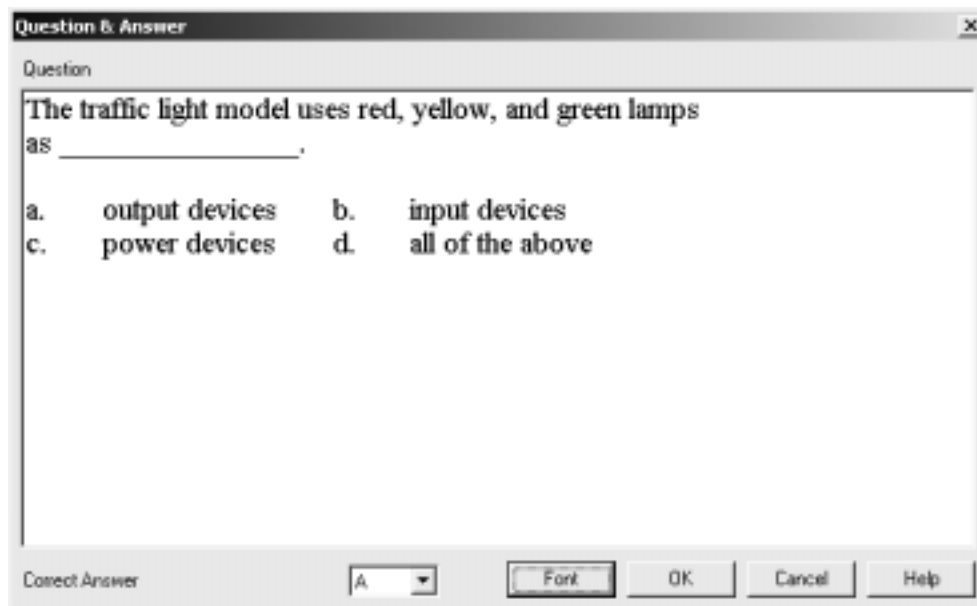 Question & Answer
Question
The traffic light model uses red, yellow, and green lamps
as __________________.
a. output devices b. input devices
c. power devices d. all of the above
Correct Answer A Font OK Cancel Help